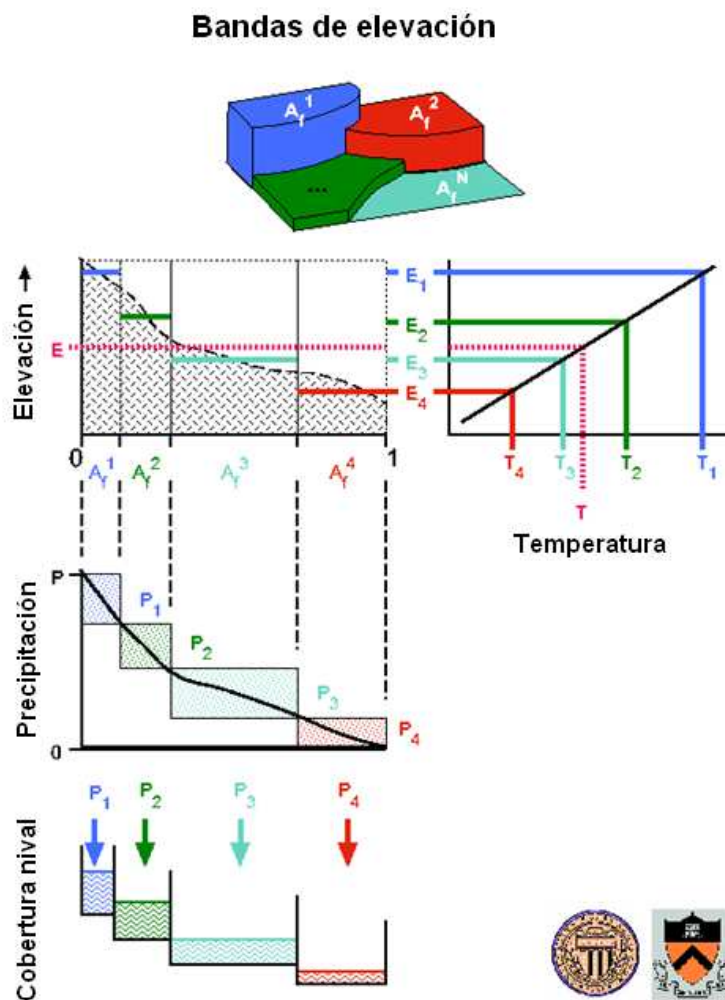 Bandas de elevación
A_f^1
A_f^2
...
A_f^N
Elevación →
E
E_1
E_2
E_3
E_4
0
1
A_f^1 A_f^2 A_f^3 A_f^4
T_4 T_3 T_2 T_1
T
Temperatura
Precipitación
P
P_1
P_2
P_3
P_4
0
Cobertura nival
P_1 P_2 P_3 P_4